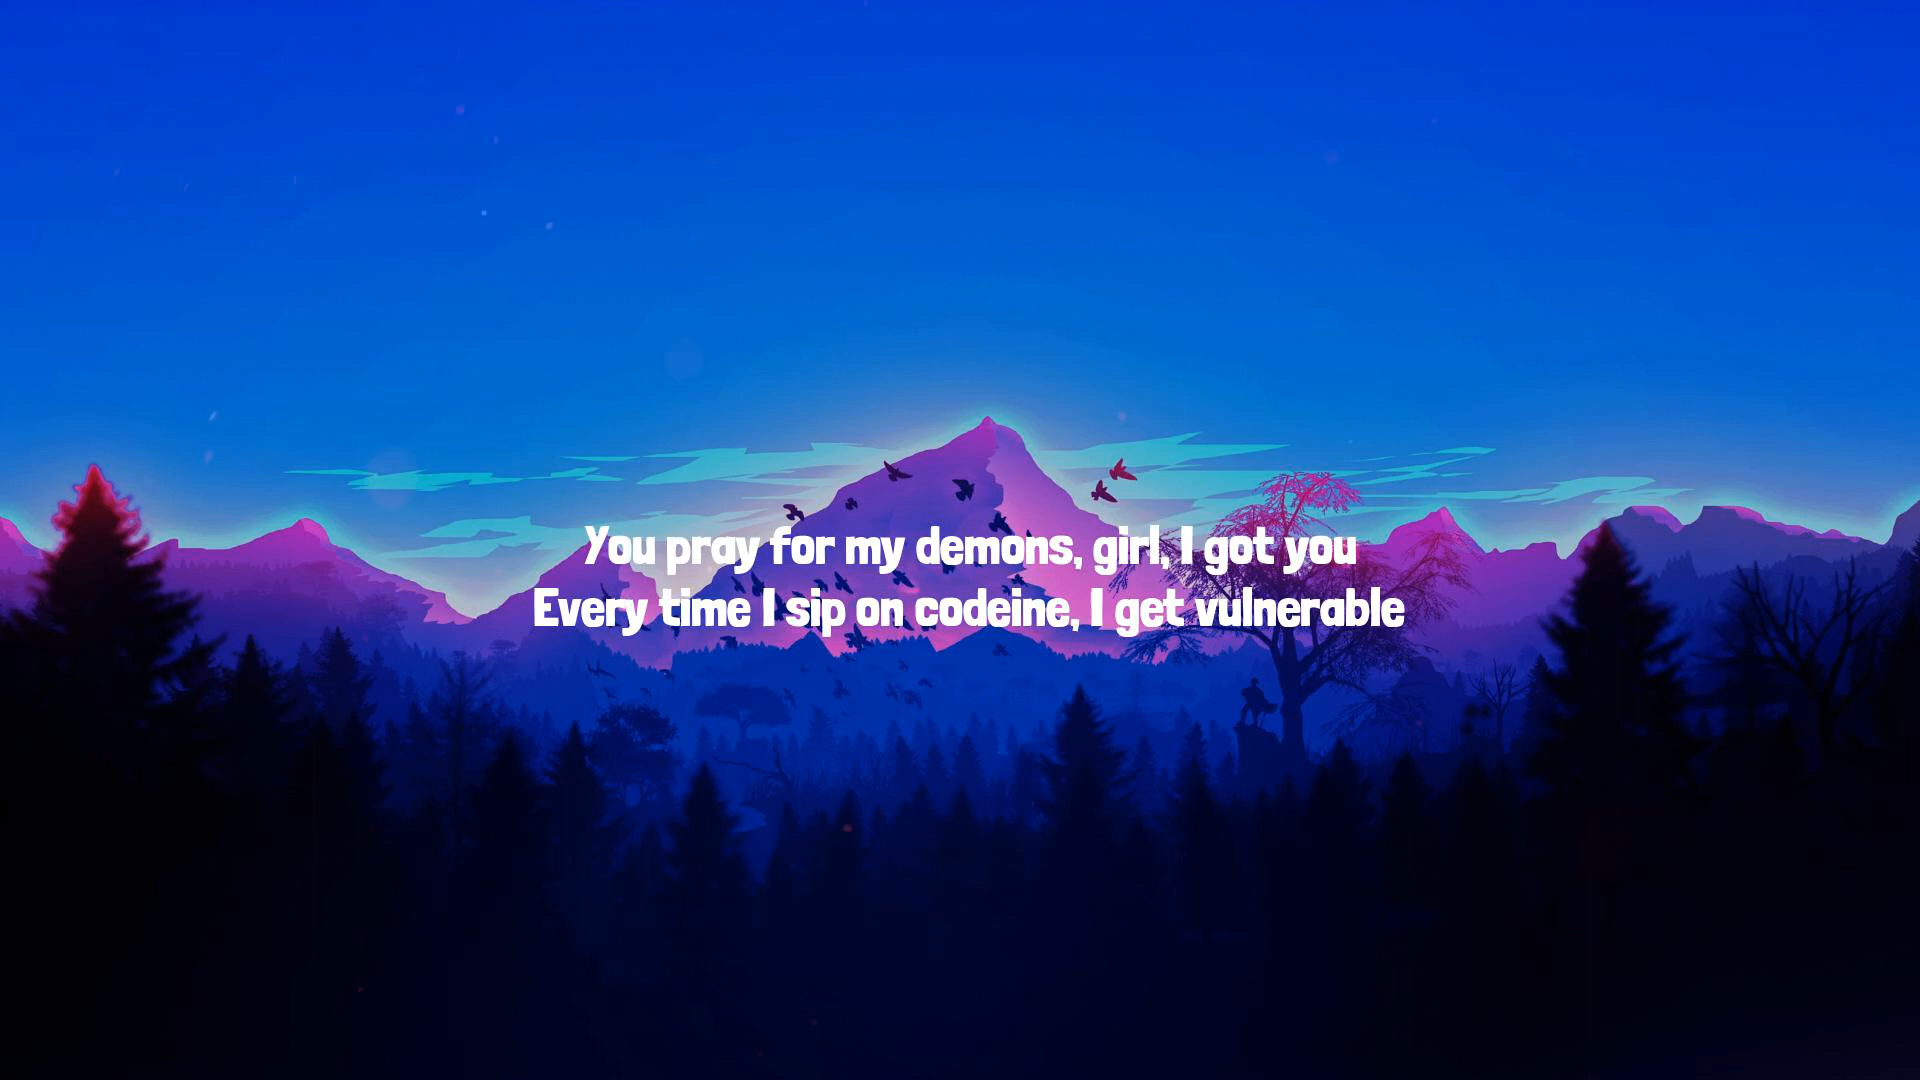 You pray for my demons, girl, I got you
Every time I sip on codeine, I get vulnerable